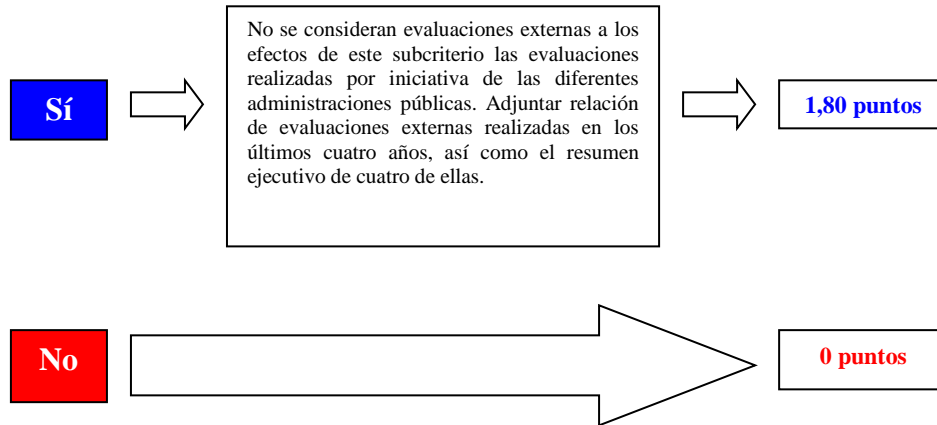 No se consideran evaluaciones externas a los
efectos de este subcriterio las evaluaciones
realizadas por iniciativa de las diferentes
administraciones públicas. Adjuntar relación
de evaluaciones externas realizadas en los
últimos cuatro años, así como el resumen
ejecutivo de cuatro de ellas.
Sí
1,80 puntos
No
0 puntos